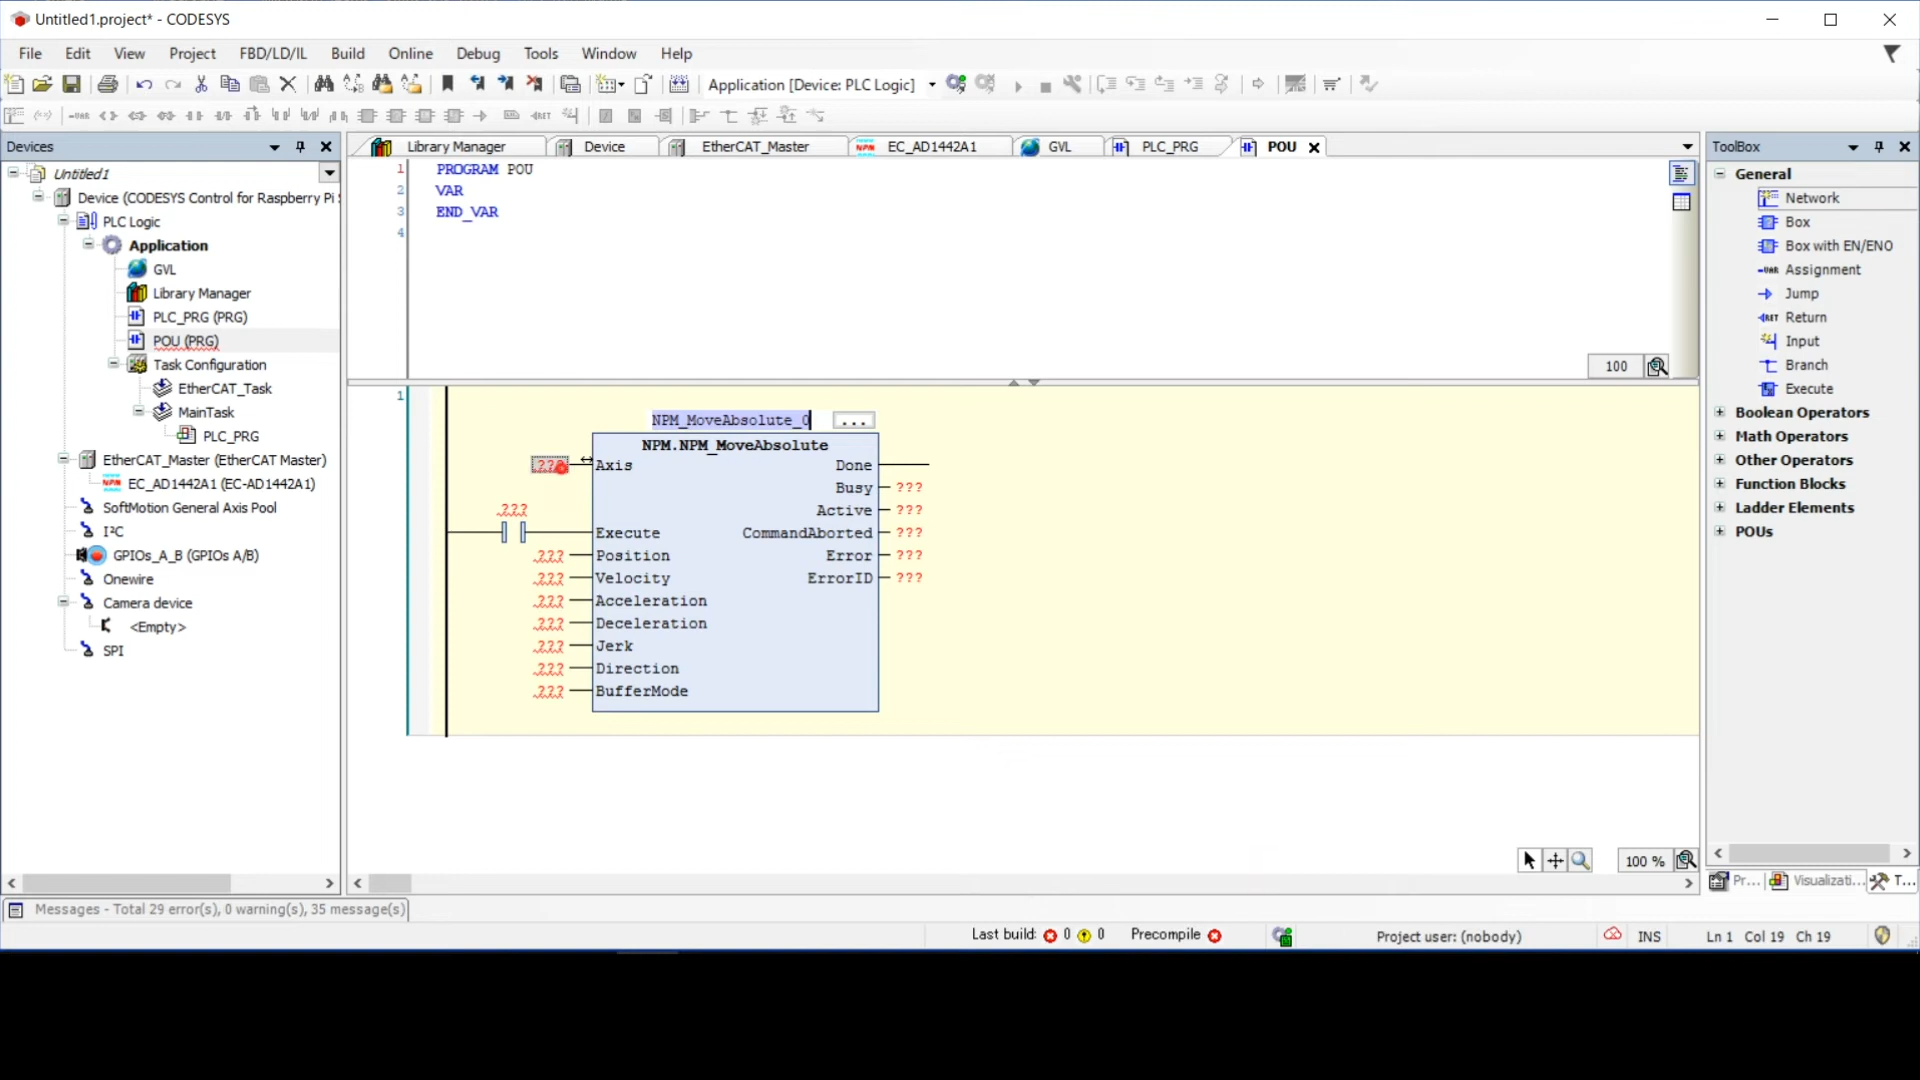 Untitled1.project* - CODESYS
File Edit View Project FBD/LD/IL Build Online Debug Tools Window Help
Application [Device: PLC Logic]
Devices
Untitled1
Device (CODESYS Control for Raspberry Pi
PLC Logic
Application
GVL
Library Manager
PLC_PRG (PRG)
POU (PRG)
Task Configuration
EtherCAT_Task
MainTask
PLC_PRG
EtherCAT_Master (EtherCAT Master)
EC_AD1442A1 (EC-AD1442A1)
SoftMotion General Axis Pool
I²C
GPIOs_A_B (GPIOs A/B)
Onewire
Camera device
<Empty>
SPI
Library Manager Device EtherCAT_Master EC_AD1442A1 GVL PLC_PRG POU
1 PROGRAM POU
2 VAR
3 END_VAR
4
100
1
NPM_MoveAbsolute_0 ...
NPM.NPM_MoveAbsolute
??? Axis Done
Busy ???
Active ???
???
Execute CommandAborted ???
??? Position Error ???
??? Velocity ErrorID ???
??? Acceleration
??? Deceleration
??? Jerk
??? Direction
??? BufferMode
100 %
ToolBox
General
Network
Box
Box with EN/ENO
Assignment
Jump
Return
Input
Branch
Execute
Boolean Operators
Math Operators
Other Operators
Function Blocks
Ladder Elements
POUs
Pr... Visualizati... T...
Messages - Total 29 error(s), 0 warning(s), 35 message(s)
Last build: 0 0 Precompile Project user: (nobody) INS Ln 1 Col 19 Ch 19